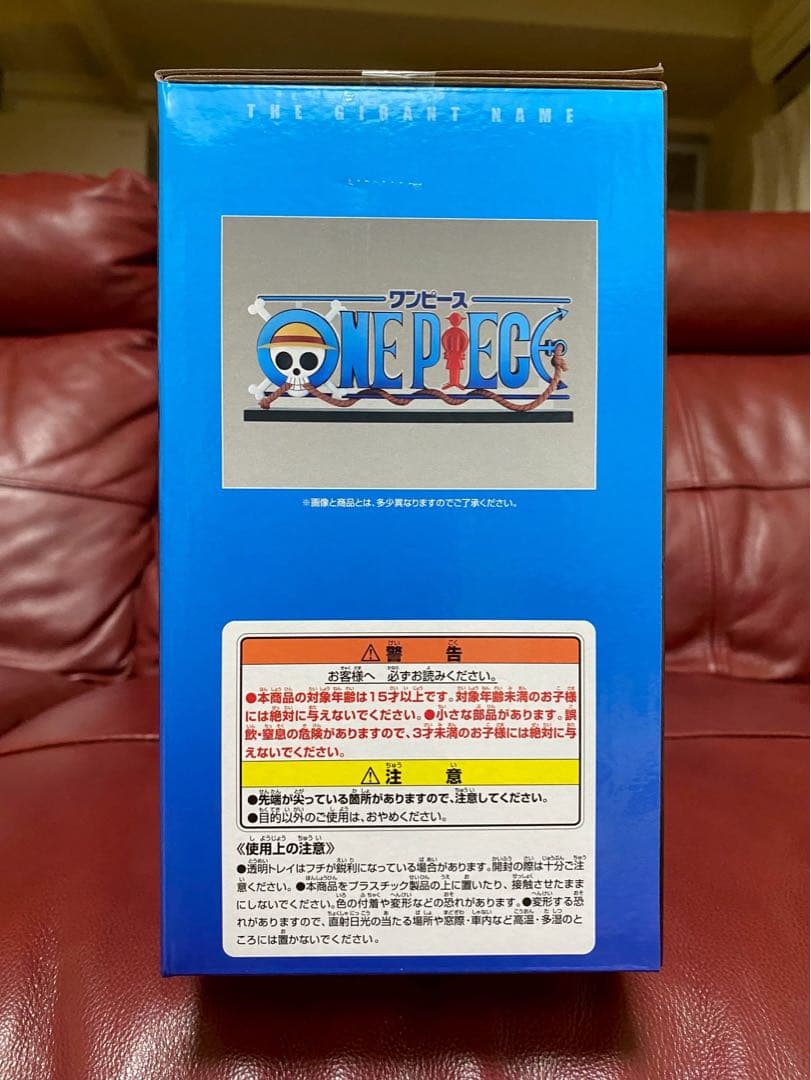 THE GIGANT NAME
ワンピース
ONE PIECE
※画像と商品とは、多少異なりますのでご了承ください。
⚠警告
お客様へ 必ずお読みください。
●本商品の対象年齢は15才以上です。対象年齢未満のお子様
には絶対に与えないでください。●小さな部品があります。誤
飲・窒息の危険がありますので、3才未満のお子様には絶対に与
えないでください。
⚠注意
●先端が尖っている箇所がありますので、注意してください。
●目的以外のご使用は、おやめください。
《使用上の注意》
●透明トレイはフチが鋭利になっている場合があります。開封の際は十分ご注
意ください。●本商品をプラスチック製品の上に置いたり、接触させたまま
にしないでください。色の付着や変形などの恐れがあります。●変形する恐
れがありますので、直射日光の当たる場所や窓際・車内など高温・多湿のと
ころには置かないでください。